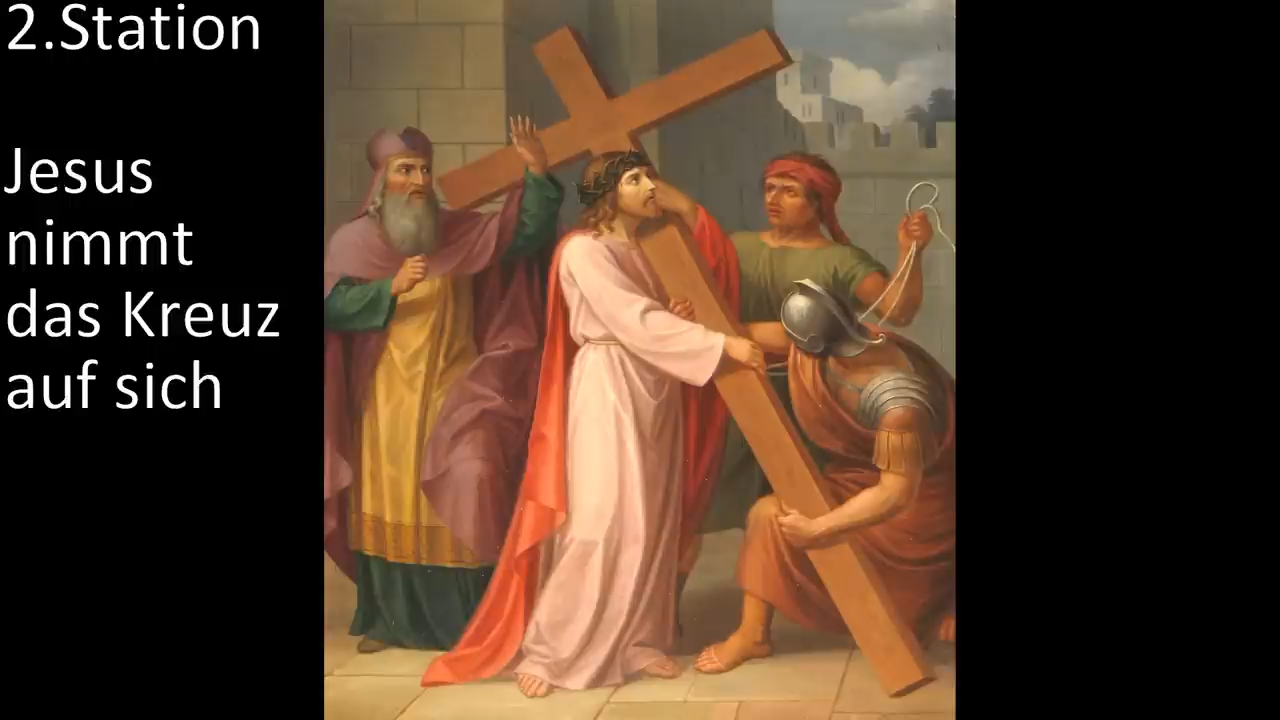 2.Station
Jesus
nimmt
das Kreuz
auf sich